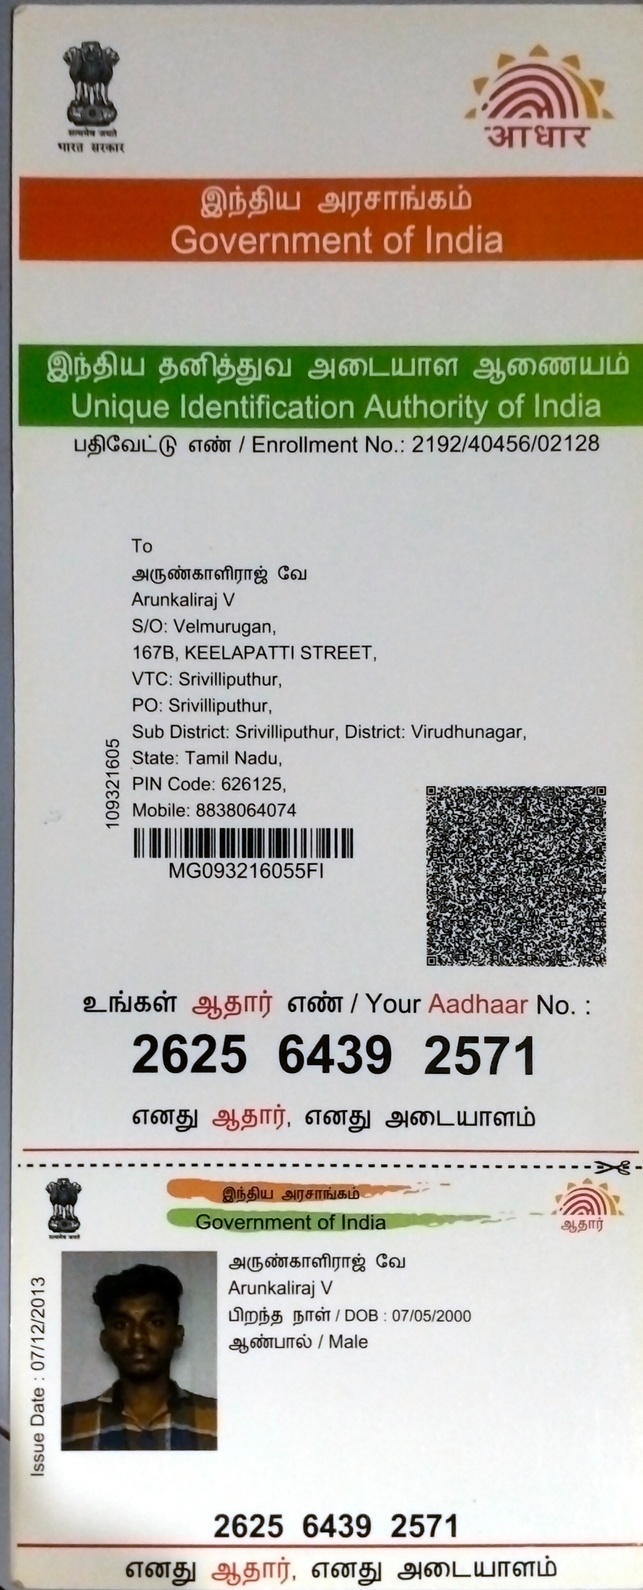 सत्यमेव जयते
भारत सरकार
आधार
இந்திய அரசாங்கம்
Government of India
இந்திய தனித்துவ அடையாள ஆணையம்
Unique Identification Authority of India
பதிவேட்டு எண் / Enrollment No.: 2192/40456/02128
To
அருண்காளிராஜ் வே
Arunkaliraj V
S/O: Velmurugan,
167B, KEELAPATTI STREET,
VTC: Srivilliputhur,
PO: Srivilliputhur,
Sub District: Srivilliputhur, District: Virudhunagar,
State: Tamil Nadu,
PIN Code: 626125,
Mobile: 8838064074
109321605
MG093216055FI
உங்கள் ஆதார் எண் / Your Aadhaar No. :
2625 6439 2571
எனது ஆதார், எனது அடையாளம்
இந்திய அரசாங்கம்
Government of India
ஆதார்
அருண்காளிராஜ் வே
Arunkaliraj V
பிறந்த நாள் / DOB : 07/05/2000
ஆண்பால் / Male
Issue Date : 07/12/2013
2625 6439 2571
எனது ஆதார், எனது அடையாளம்